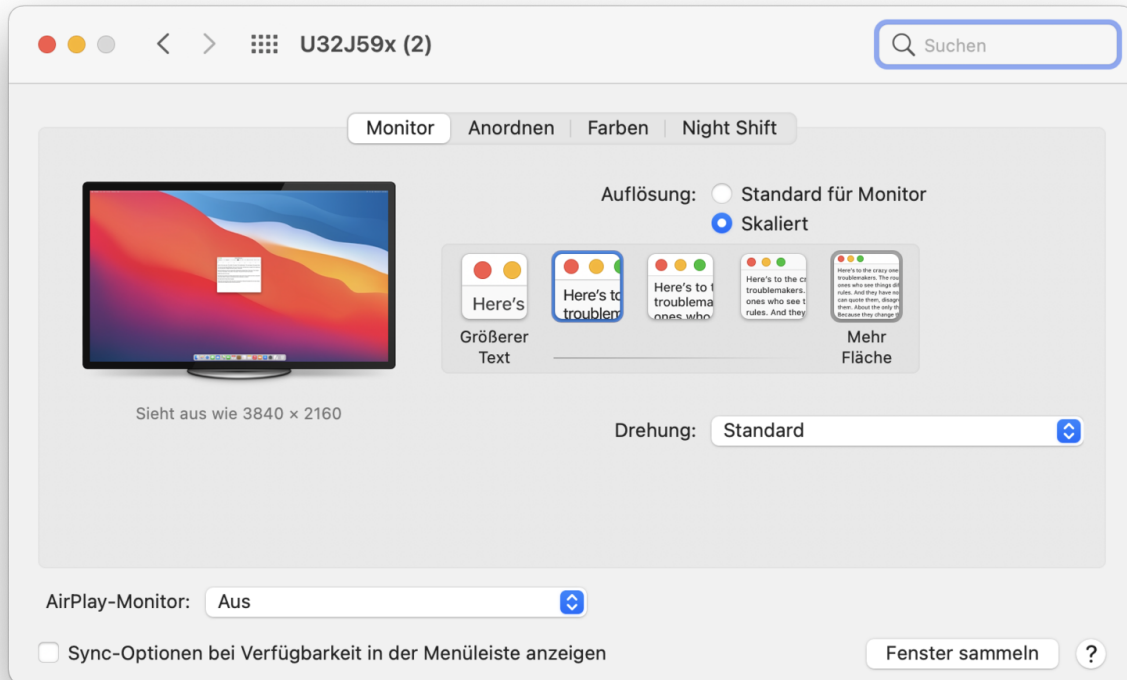 U32J59x (2)
Suchen
Monitor
Anordnen
Farben
Night Shift
Auflösung:
Standard für Monitor
Skaliert
Here's
Here's to
troublem
Here's to t
troublema
ones who
Here's to the cr
troublemakers.
ones who see t
rules. And they
Here's to the crazy one
troublemakers. The rou
ones who see things dif
rules. And they have no
can quote them, disagr
them. About the only th
Because they change t
Größerer
Text
Mehr
Fläche
Sieht aus wie 3840 × 2160
Drehung:
Standard
AirPlay-Monitor:
Aus
Sync-Optionen bei Verfügbarkeit in der Menüleiste anzeigen
Fenster sammeln
?